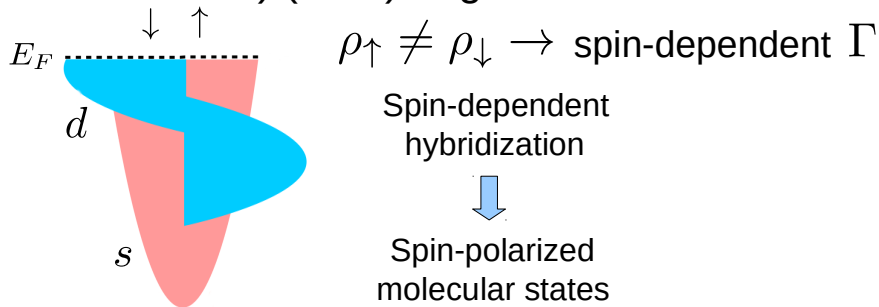 ↓ ↑
E_F
ρ↑ ≠ ρ↓ → spin-dependent Γ
d
Spin-dependent
hybridization
s
Spin-polarized
molecular states